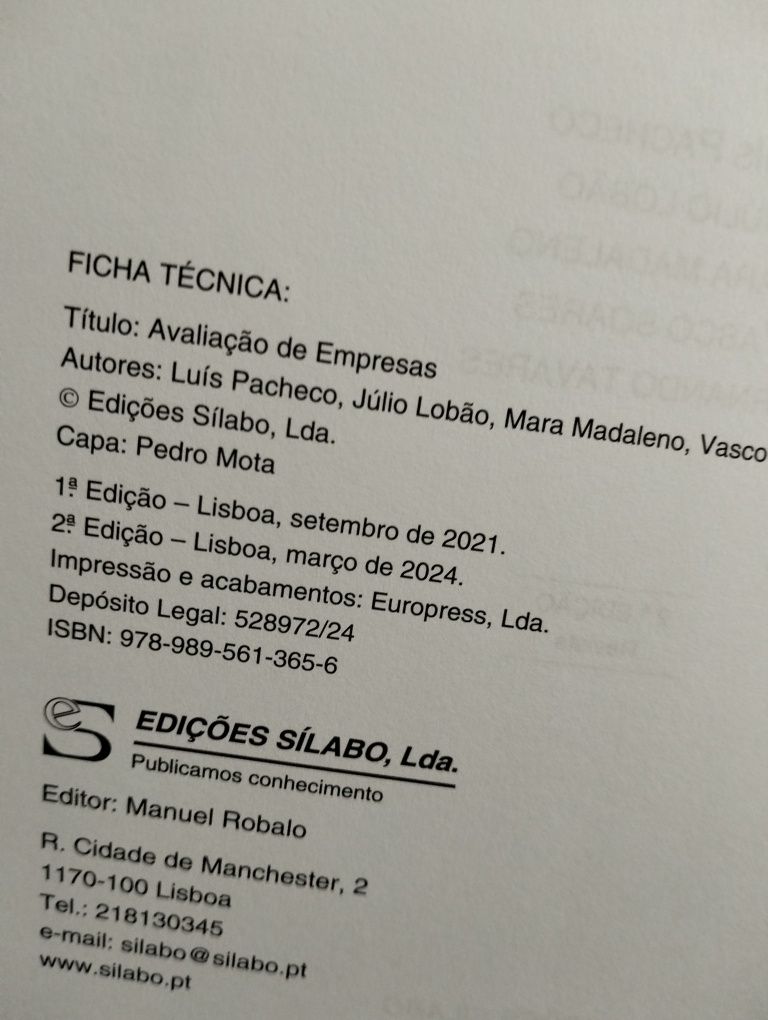 FICHA TÉCNICA:
Título: Avaliação de Empresas
Autores: Luís Pacheco, Júlio Lobão, Mara Madaleno, Vasco
© Edições Sílabo, Lda.
Capa: Pedro Mota
1.ª Edição – Lisboa, setembro de 2021.
2.ª Edição – Lisboa, março de 2024.
Impressão e acabamentos: Europress, Lda.
Depósito Legal: 528972/24
ISBN: 978-989-561-365-6
eS
EDIÇÕES SÍLABO, Lda.
Publicamos conhecimento
Editor: Manuel Robalo
R. Cidade de Manchester, 2
1170-100 Lisboa
Tel.: 218130345
e-mail: silabo@silabo.pt
www.silabo.pt